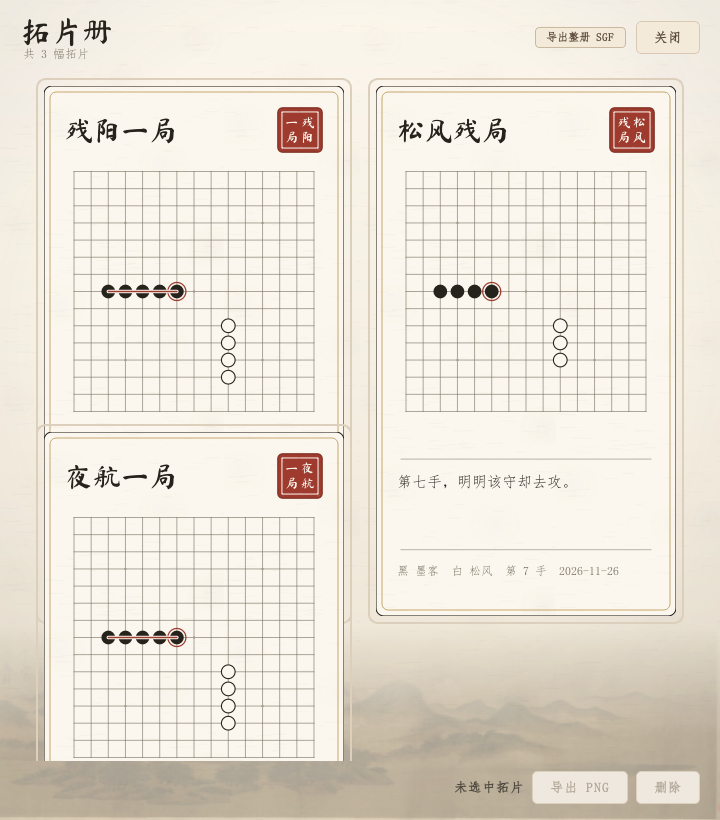 拓片册
共 3 幅拓片
导出整册 SGF
关闭
残阳一局
残阳一局
松风残局
松风残局
第七手，明明该守却去攻。
黑 墨客 白 松风 第 7 手 2026-11-26
夜航一局
夜航一局
未选中拓片
导出 PNG
删除